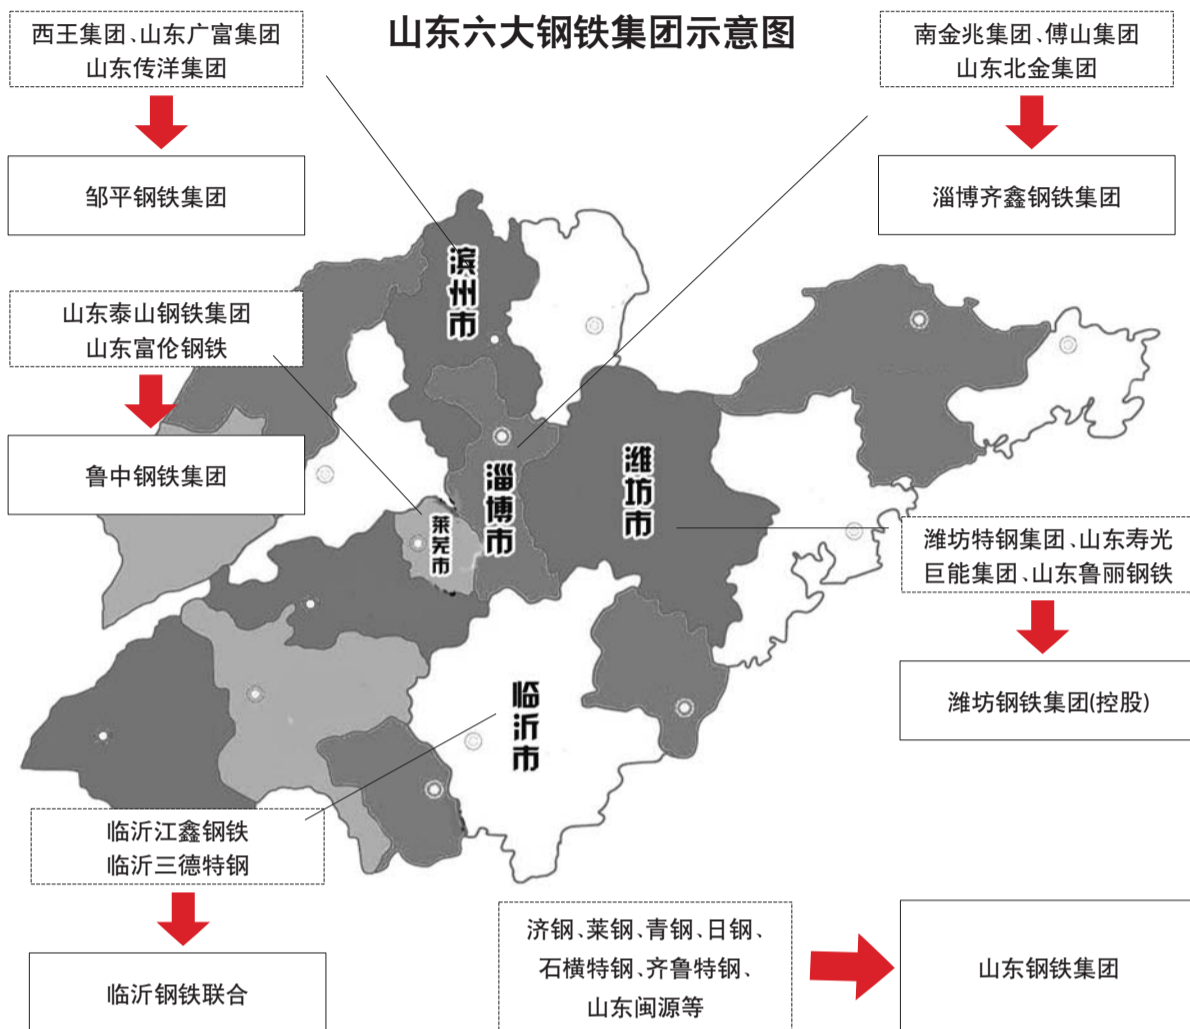 山东六大钢铁集团示意图
西王集团、山东广富集团
山东传洋集团
邹平钢铁集团
南金兆集团、傅山集团
山东北金集团
淄博齐鑫钢铁集团
山东泰山钢铁集团
山东富伦钢铁
鲁中钢铁集团
滨州市
淄博市
潍坊市
莱芜市
临沂市
潍坊特钢集团、山东寿光
巨能集团、山东鲁丽钢铁
潍坊钢铁集团(控股)
临沂江鑫钢铁
临沂三德特钢
临沂钢铁联合
济钢、莱钢、青钢、日钢、
石横特钢、齐鲁特钢、
山东闽源等
山东钢铁集团